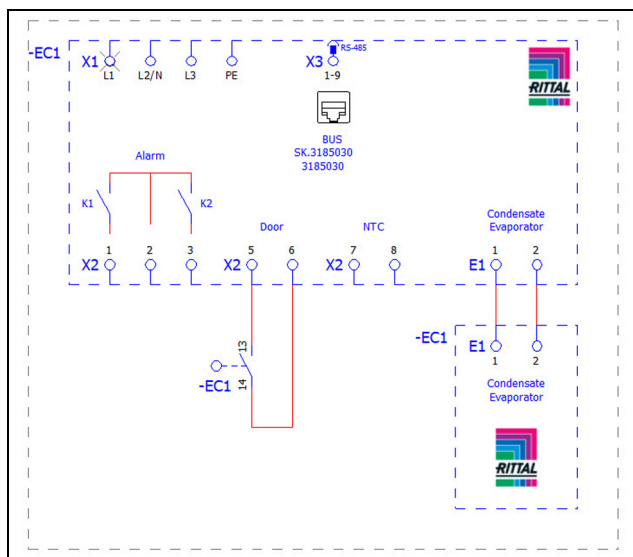 -EC1
X1
L1
L2/N
L3
PE
X3
RS-485
1-9
RITTAL
BUS
SK.3185030
3185030
Alarm
K1
K2
Door
NTC
Condensate
Evaporator
X2
1
2
3
X2
5
6
X2
7
8
E1
1
2
-EC1
13
14
-EC1
E1
1
2
Condensate
Evaporator
RITTAL